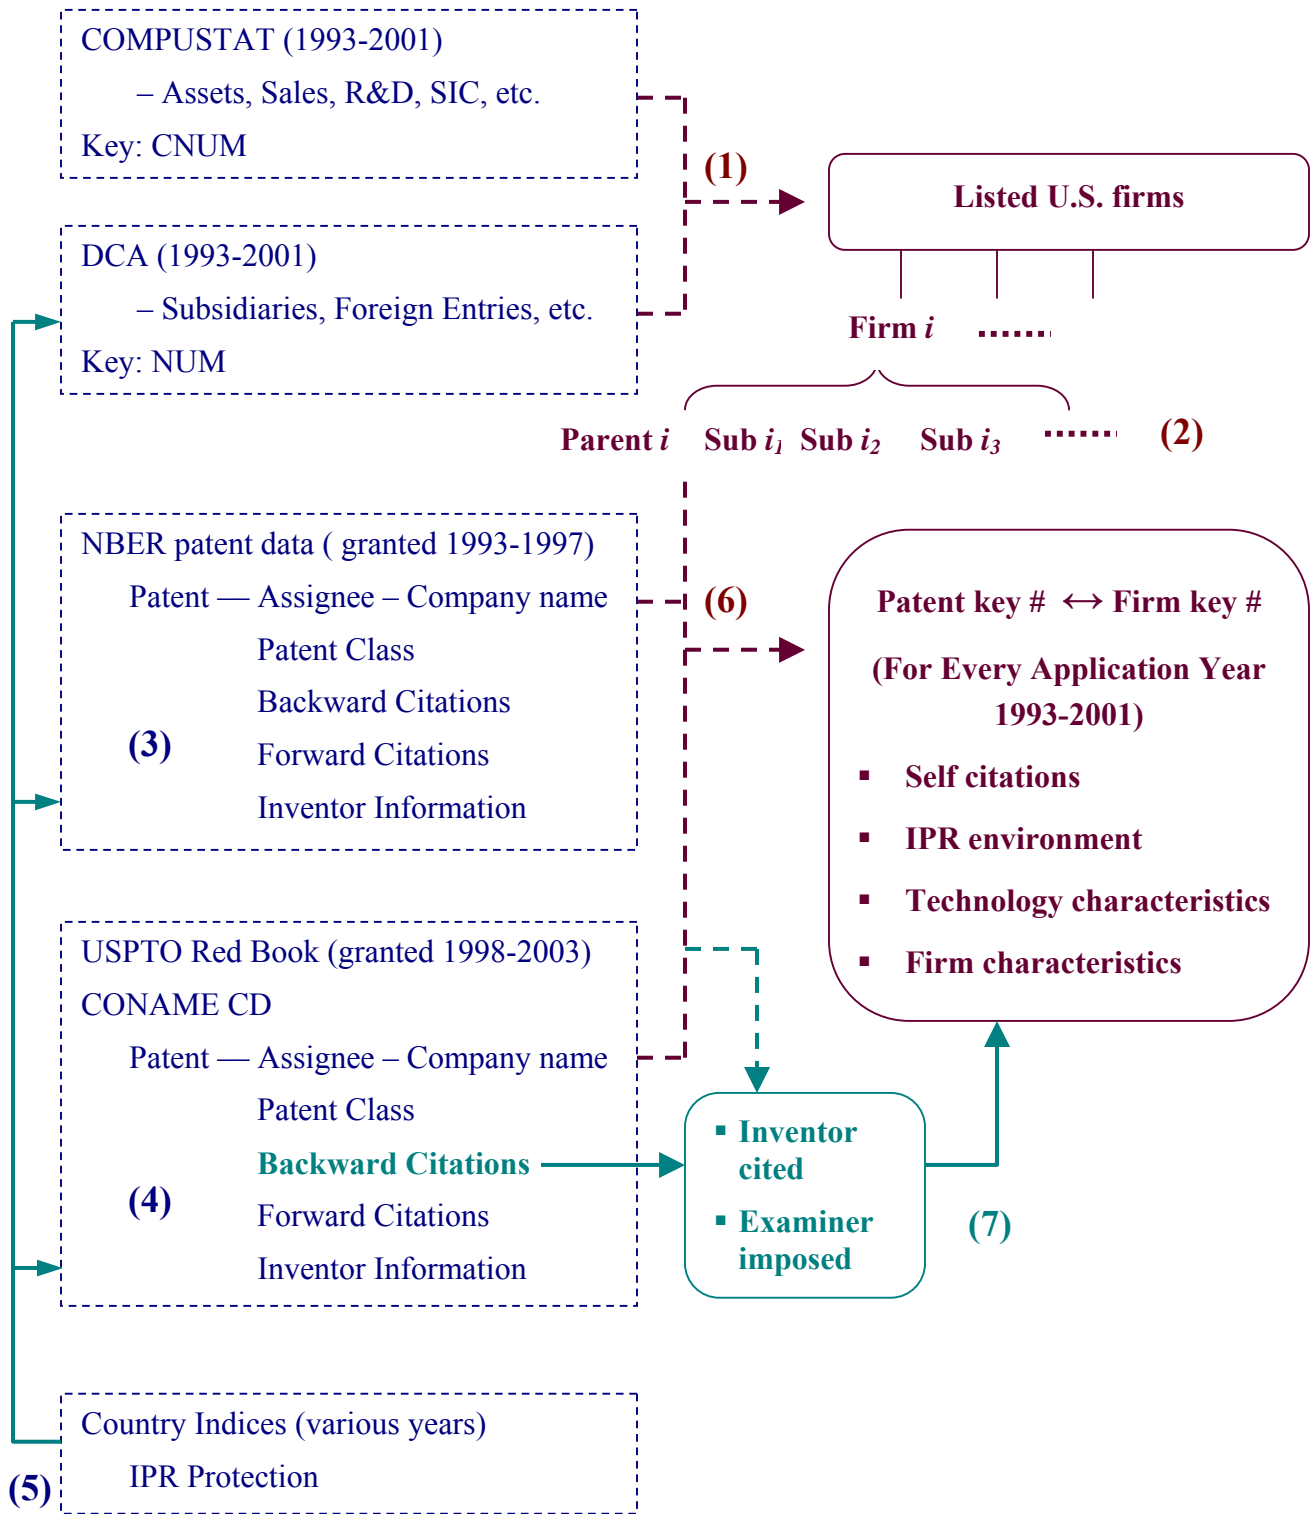 COMPUSTAT (1993-2001)
– Assets, Sales, R&D, SIC, etc.
Key: CNUM
(1)
Listed U.S. firms
DCA (1993-2001)
– Subsidiaries, Foreign Entries, etc.
Key: NUM
Firm i ........
Parent i Sub i1 Sub i2 Sub i3 ........ (2)
NBER patent data ( granted 1993-1997)
Patent — Assignee – Company name
Patent Class
Backward Citations
(3) Forward Citations
Inventor Information
(6)
Patent key # ↔ Firm key #
(For Every Application Year
1993-2001)
▪ Self citations
▪ IPR environment
▪ Technology characteristics
▪ Firm characteristics
USPTO Red Book (granted 1998-2003)
CONAME CD
Patent — Assignee – Company name
Patent Class
Backward Citations
(4) Forward Citations
Inventor Information
▪ Inventor
cited
▪ Examiner
imposed
(7)
Country Indices (various years)
IPR Protection
(5)